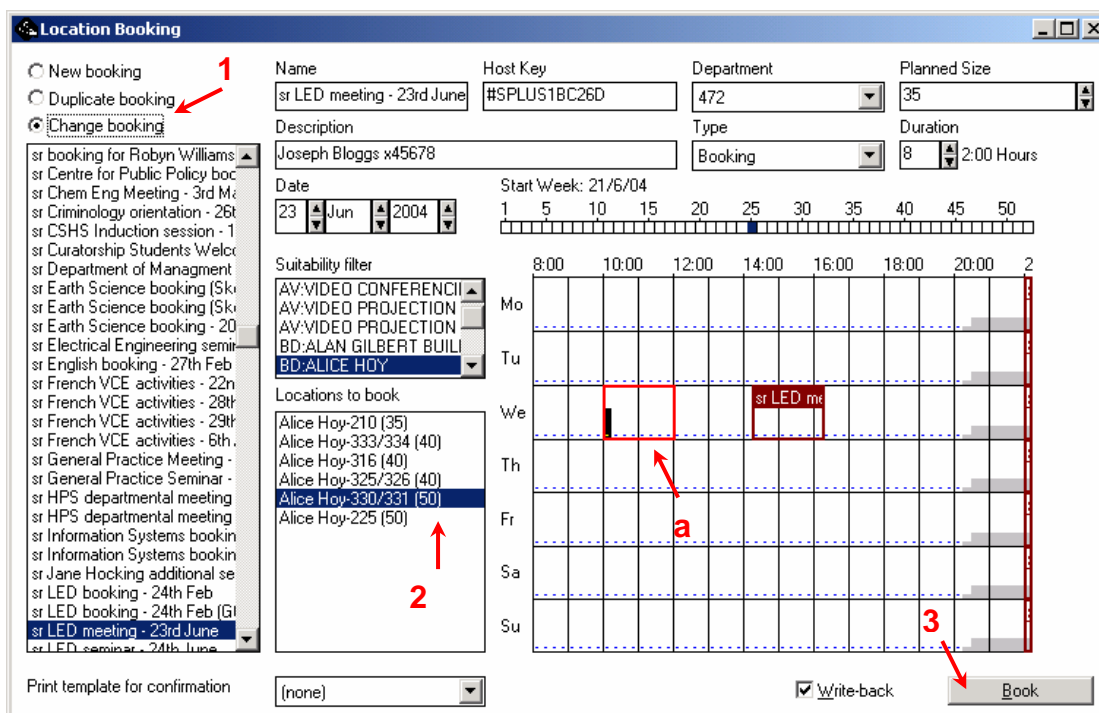 Location Booking
New booking
Duplicate booking
Change booking
1
Name
sr LED meeting - 23rd June
Host Key
#SPLUS1BC26D
Department
472
Planned Size
35
Description
Joseph Bloggs x45678
Type
Booking
Duration
8
2:00 Hours
Date
23
Jun
2004
Start Week: 21/6/04
1 5 10 15 20 25 30 35 40 45 50
sr booking for Robyn Williams
sr Centre for Public Policy boo
sr Chem Eng Meeting - 3rd Ma
sr Criminology orientation - 26t
sr CSHS Induction session - 1
sr Curatorship Students Welco
sr Department of Managment
sr Earth Science booking (Ske
sr Earth Science booking (Ske
sr Earth Science booking - 20
sr Electrical Engineering semin
sr English booking - 27th Feb
sr French VCE activities - 22n
sr French VCE activities - 28th
sr French VCE activities - 29th
sr French VCE activities - 6th
sr General Practice Meeting -
sr General Practice Seminar -
sr HPS departmental meeting
sr HPS departmental meeting
sr Information Systems bookin
sr Information Systems bookin
sr Jane Hocking additional se
sr LED booking - 24th Feb
sr LED booking - 24th Feb (G
sr LED meeting - 23rd June
sr LED seminar - 24th June
Suitability filter
AV:VIDEO CONFERENCI
AV:VIDEO PROJECTION
AV:VIDEO PROJECTION
BD:ALAN GILBERT BUIL
BD:ALICE HOY
Locations to book
Alice Hoy-210 (35)
Alice Hoy-333/334 (40)
Alice Hoy-316 (40)
Alice Hoy-325/326 (40)
Alice Hoy-330/331 (50)
Alice Hoy-225 (50)
2
8:00 10:00 12:00 14:00 16:00 18:00 20:00 2
Mo
Tu
We
sr LED me
Th
Fr
Sa
Su
a
3
Print template for confirmation
(none)
Write-back
Book